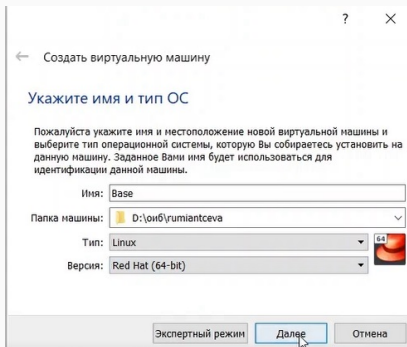 ?
Создать виртуальную машину
Укажите имя и тип ОС
Пожалуйста укажите имя и местоположение новой виртуальной машины и
выберите тип операционной системы, которую Вы собираетесь установить на
данную машину. Заданное Вами имя будет использоваться для
идентификации данной машины.
Имя: Base
Папка машины: D:\оиб\rumiantceva
Тип: Linux
64
Версия: Red Hat (64-bit)
Экспертный режим Далее Отмена